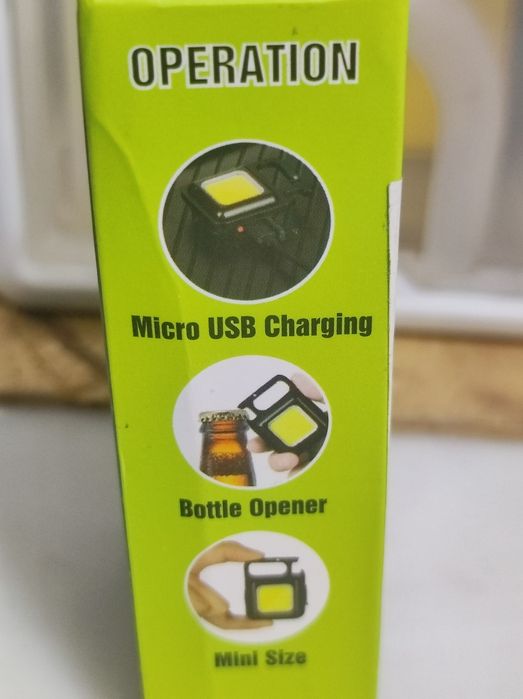 OPERATION
Micro USB Charging
Bottle Opener
Mini Size